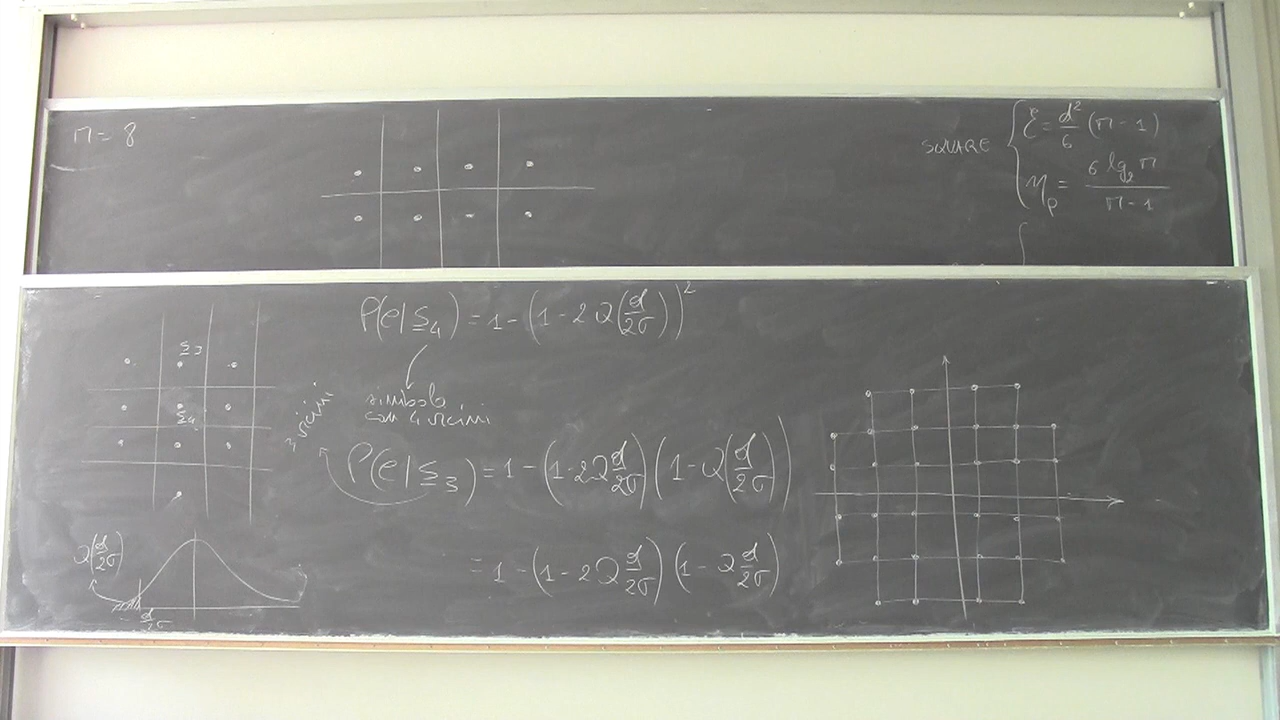 M = 8
SQUARE { ℰ = d²/6 (M - 1)
η_p = 6 lg₂ M / M - 1
P(e|s₄) = 1 - (1 - 2 Q(d/2σ))²
s₃
s₄
simbolo
con 4 vicini
3 vicini
P(e|s₃) = 1 - (1 - 2Q d/2σ)(1 - Q(d/2σ))
= 1 - (1 - 2Q d/2σ)(1 - Q d/2σ)
Q(d/2σ)
- d/2σ